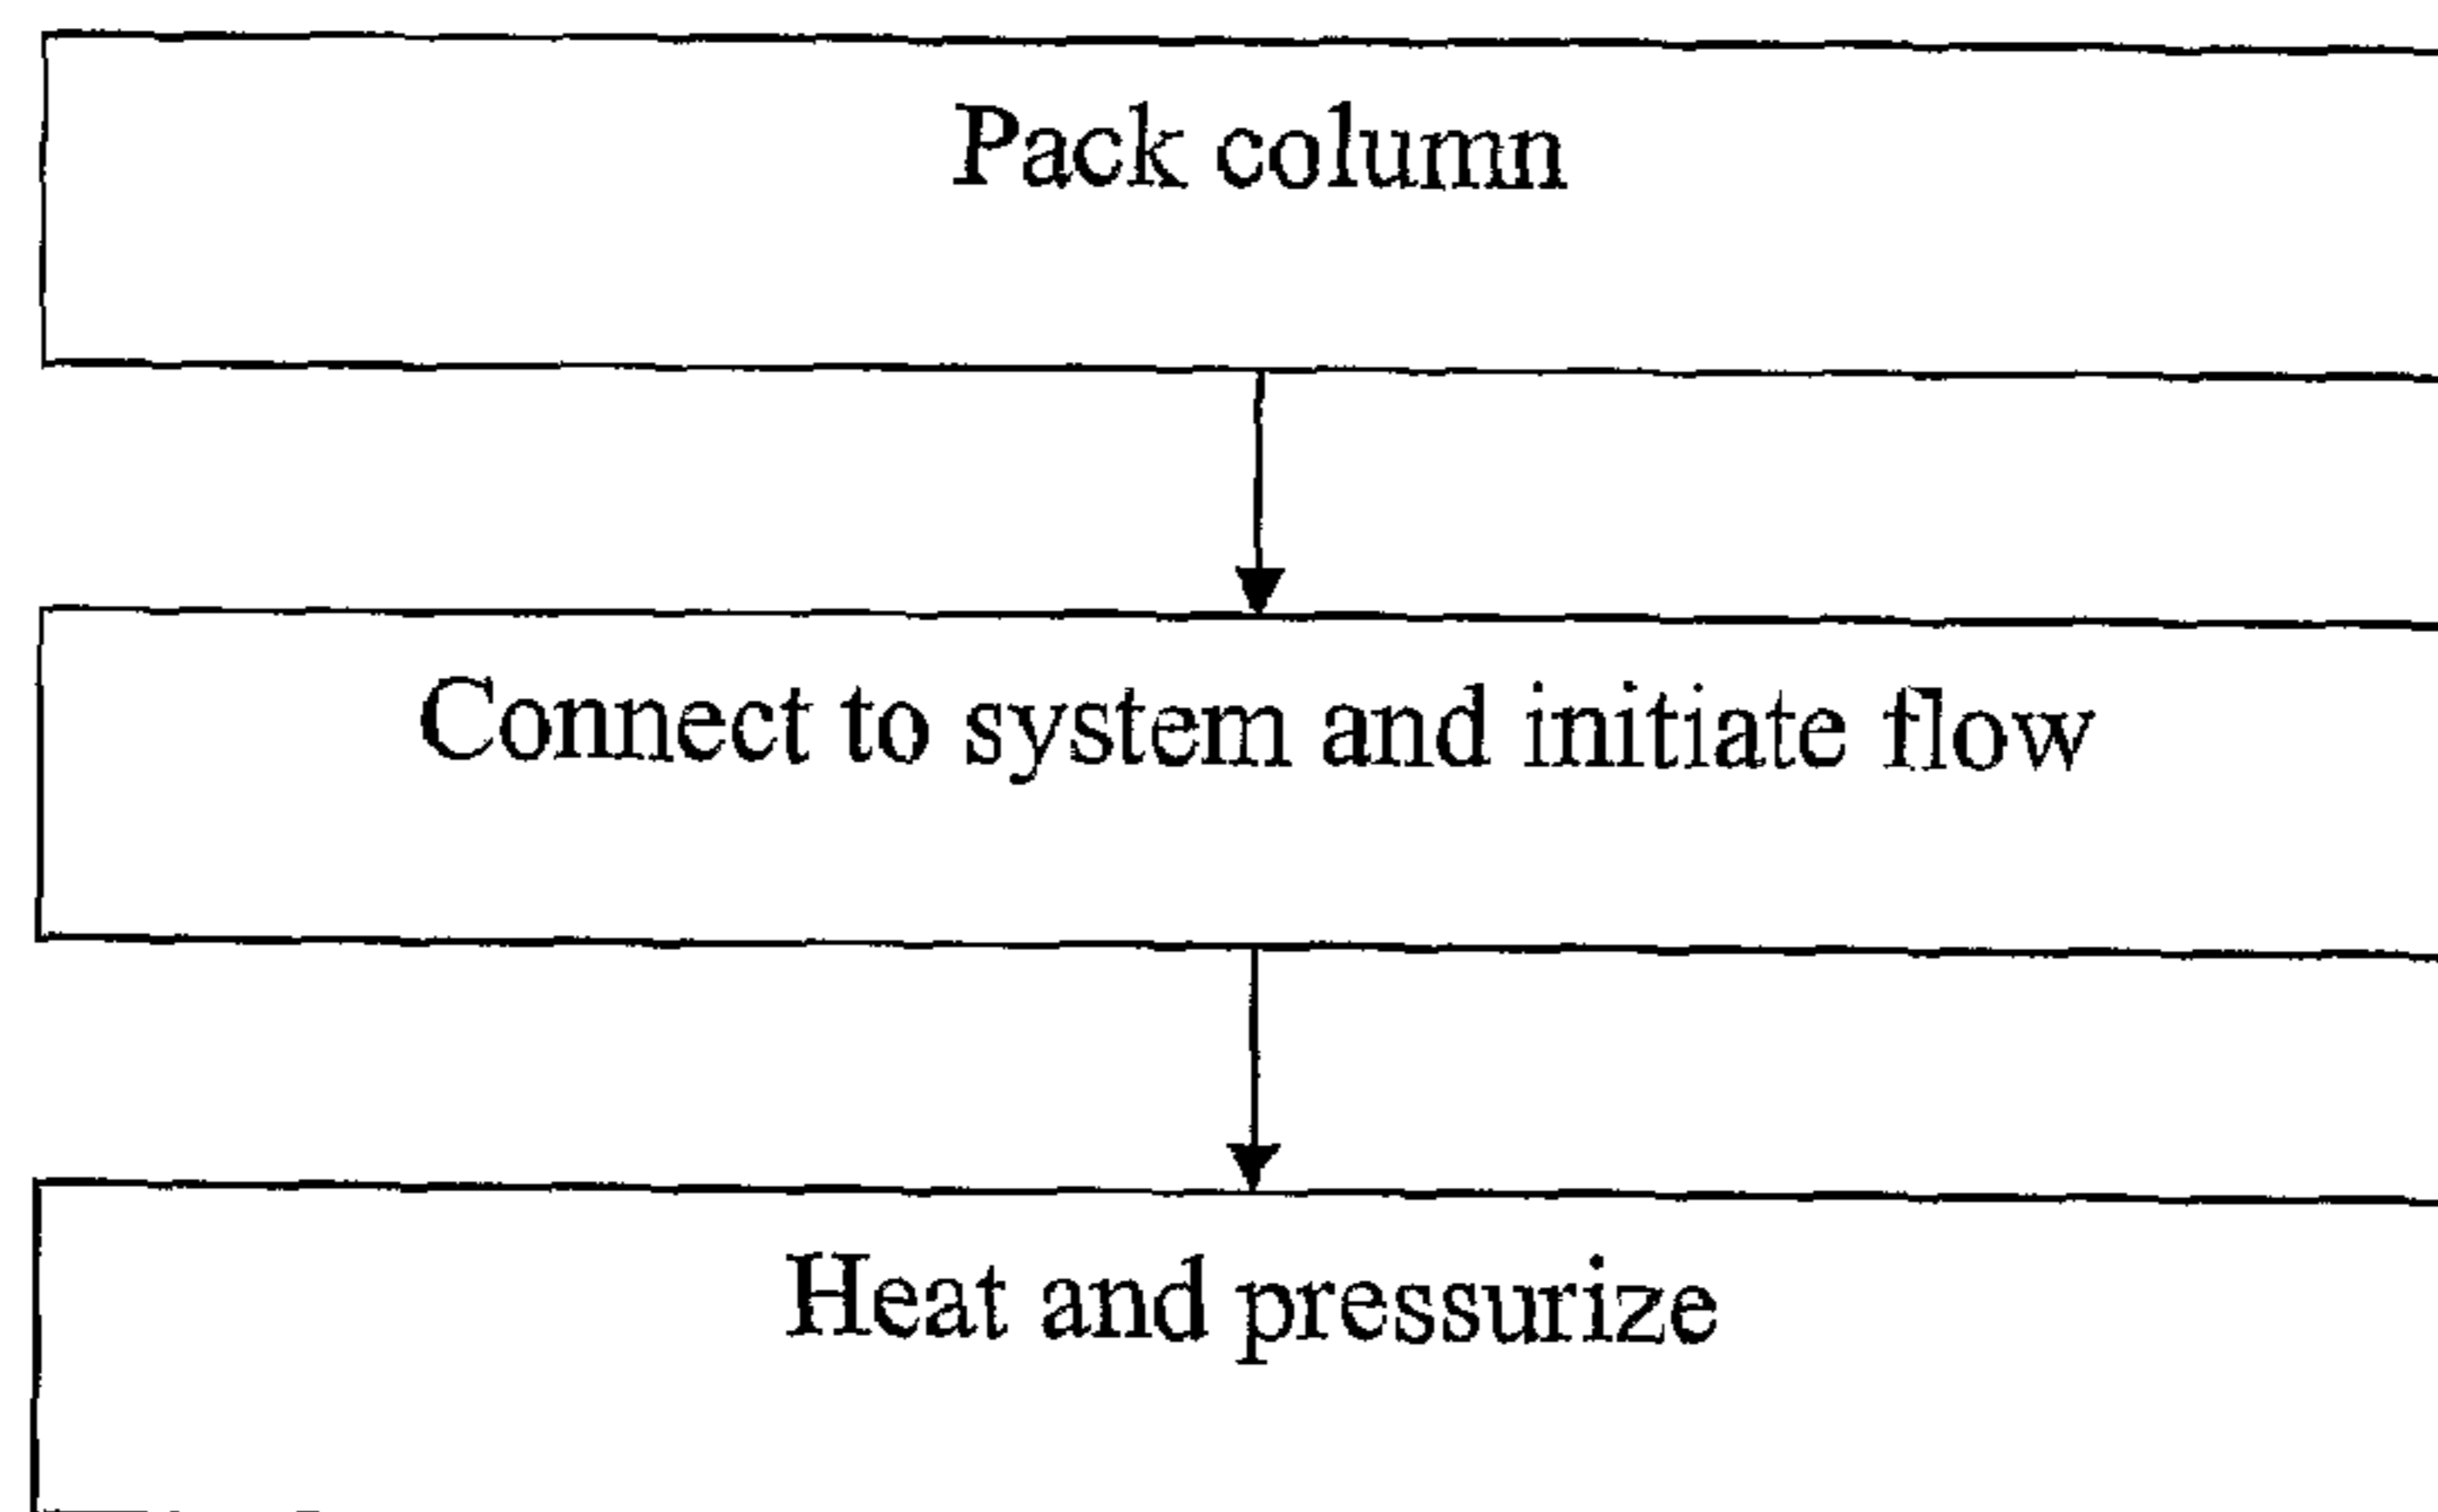 Pack column
Connect to system and initiate flow
Heat and pressurize